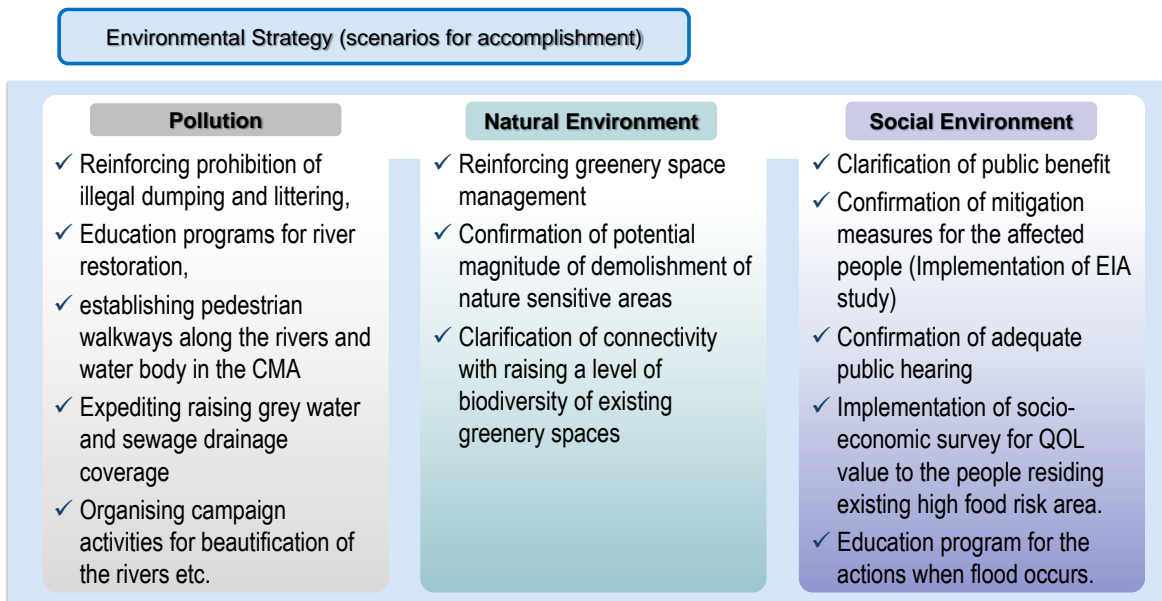 Environmental Strategy (scenarios for accomplishment)
Pollution
✓ Reinforcing prohibition of
illegal dumping and littering,
✓ Education programs for river
restoration,
✓ establishing pedestrian
walkways along the rivers and
water body in the CMA
✓ Expediting raising grey water
and sewage drainage
coverage
✓ Organising campaign
activities for beautification of
the rivers etc.
Natural Environment
✓ Reinforcing greenery space
management
✓ Confirmation of potential
magnitude of demolishment of
nature sensitive areas
✓ Clarification of connectivity
with raising a level of
biodiversity of existing
greenery spaces
Social Environment
✓ Clarification of public benefit
✓ Confirmation of mitigation
measures for the affected
people (Implementation of EIA
study)
✓ Confirmation of adequate
public hearing
✓ Implementation of socio-
economic survey for QOL
value to the people residing
existing high food risk area.
✓ Education program for the
actions when flood occurs.